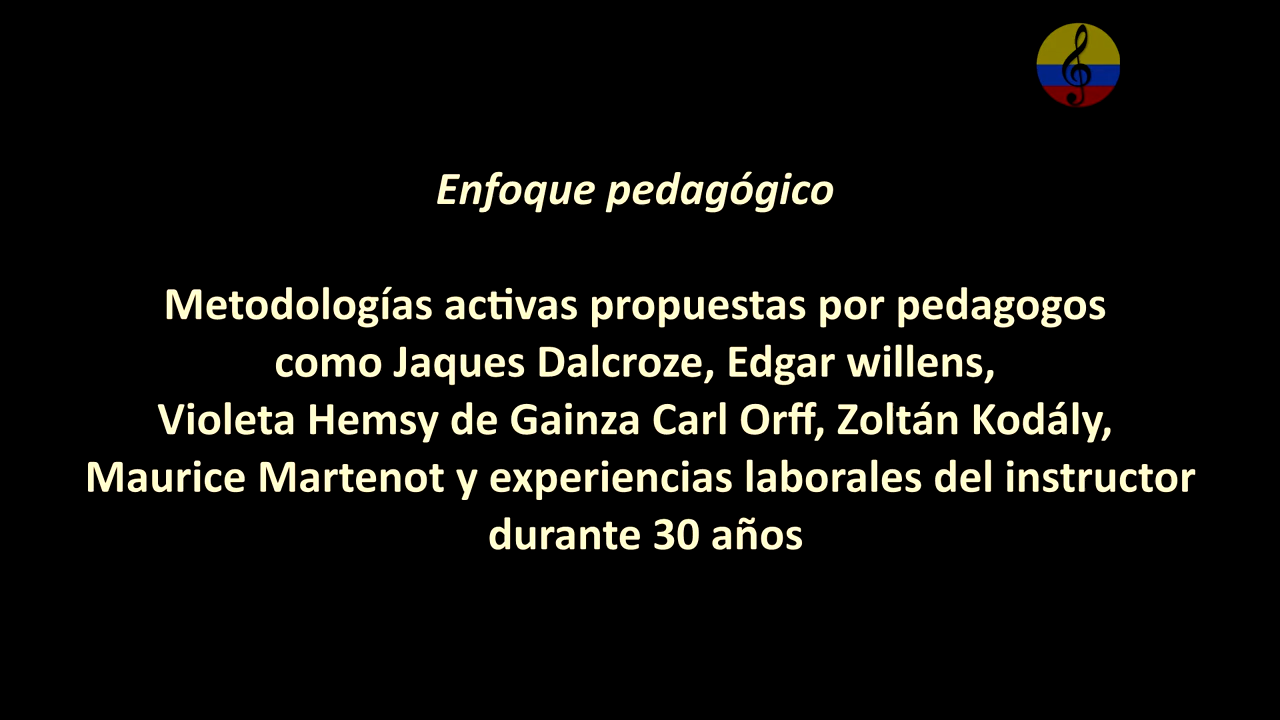 Enfoque pedagógico
Metodologías activas propuestas por pedagogos
como Jaques Dalcroze, Edgar willens,
Violeta Hemsy de Gainza Carl Orff, Zoltán Kodály,
Maurice Martenot y experiencias laborales del instructor
durante 30 años